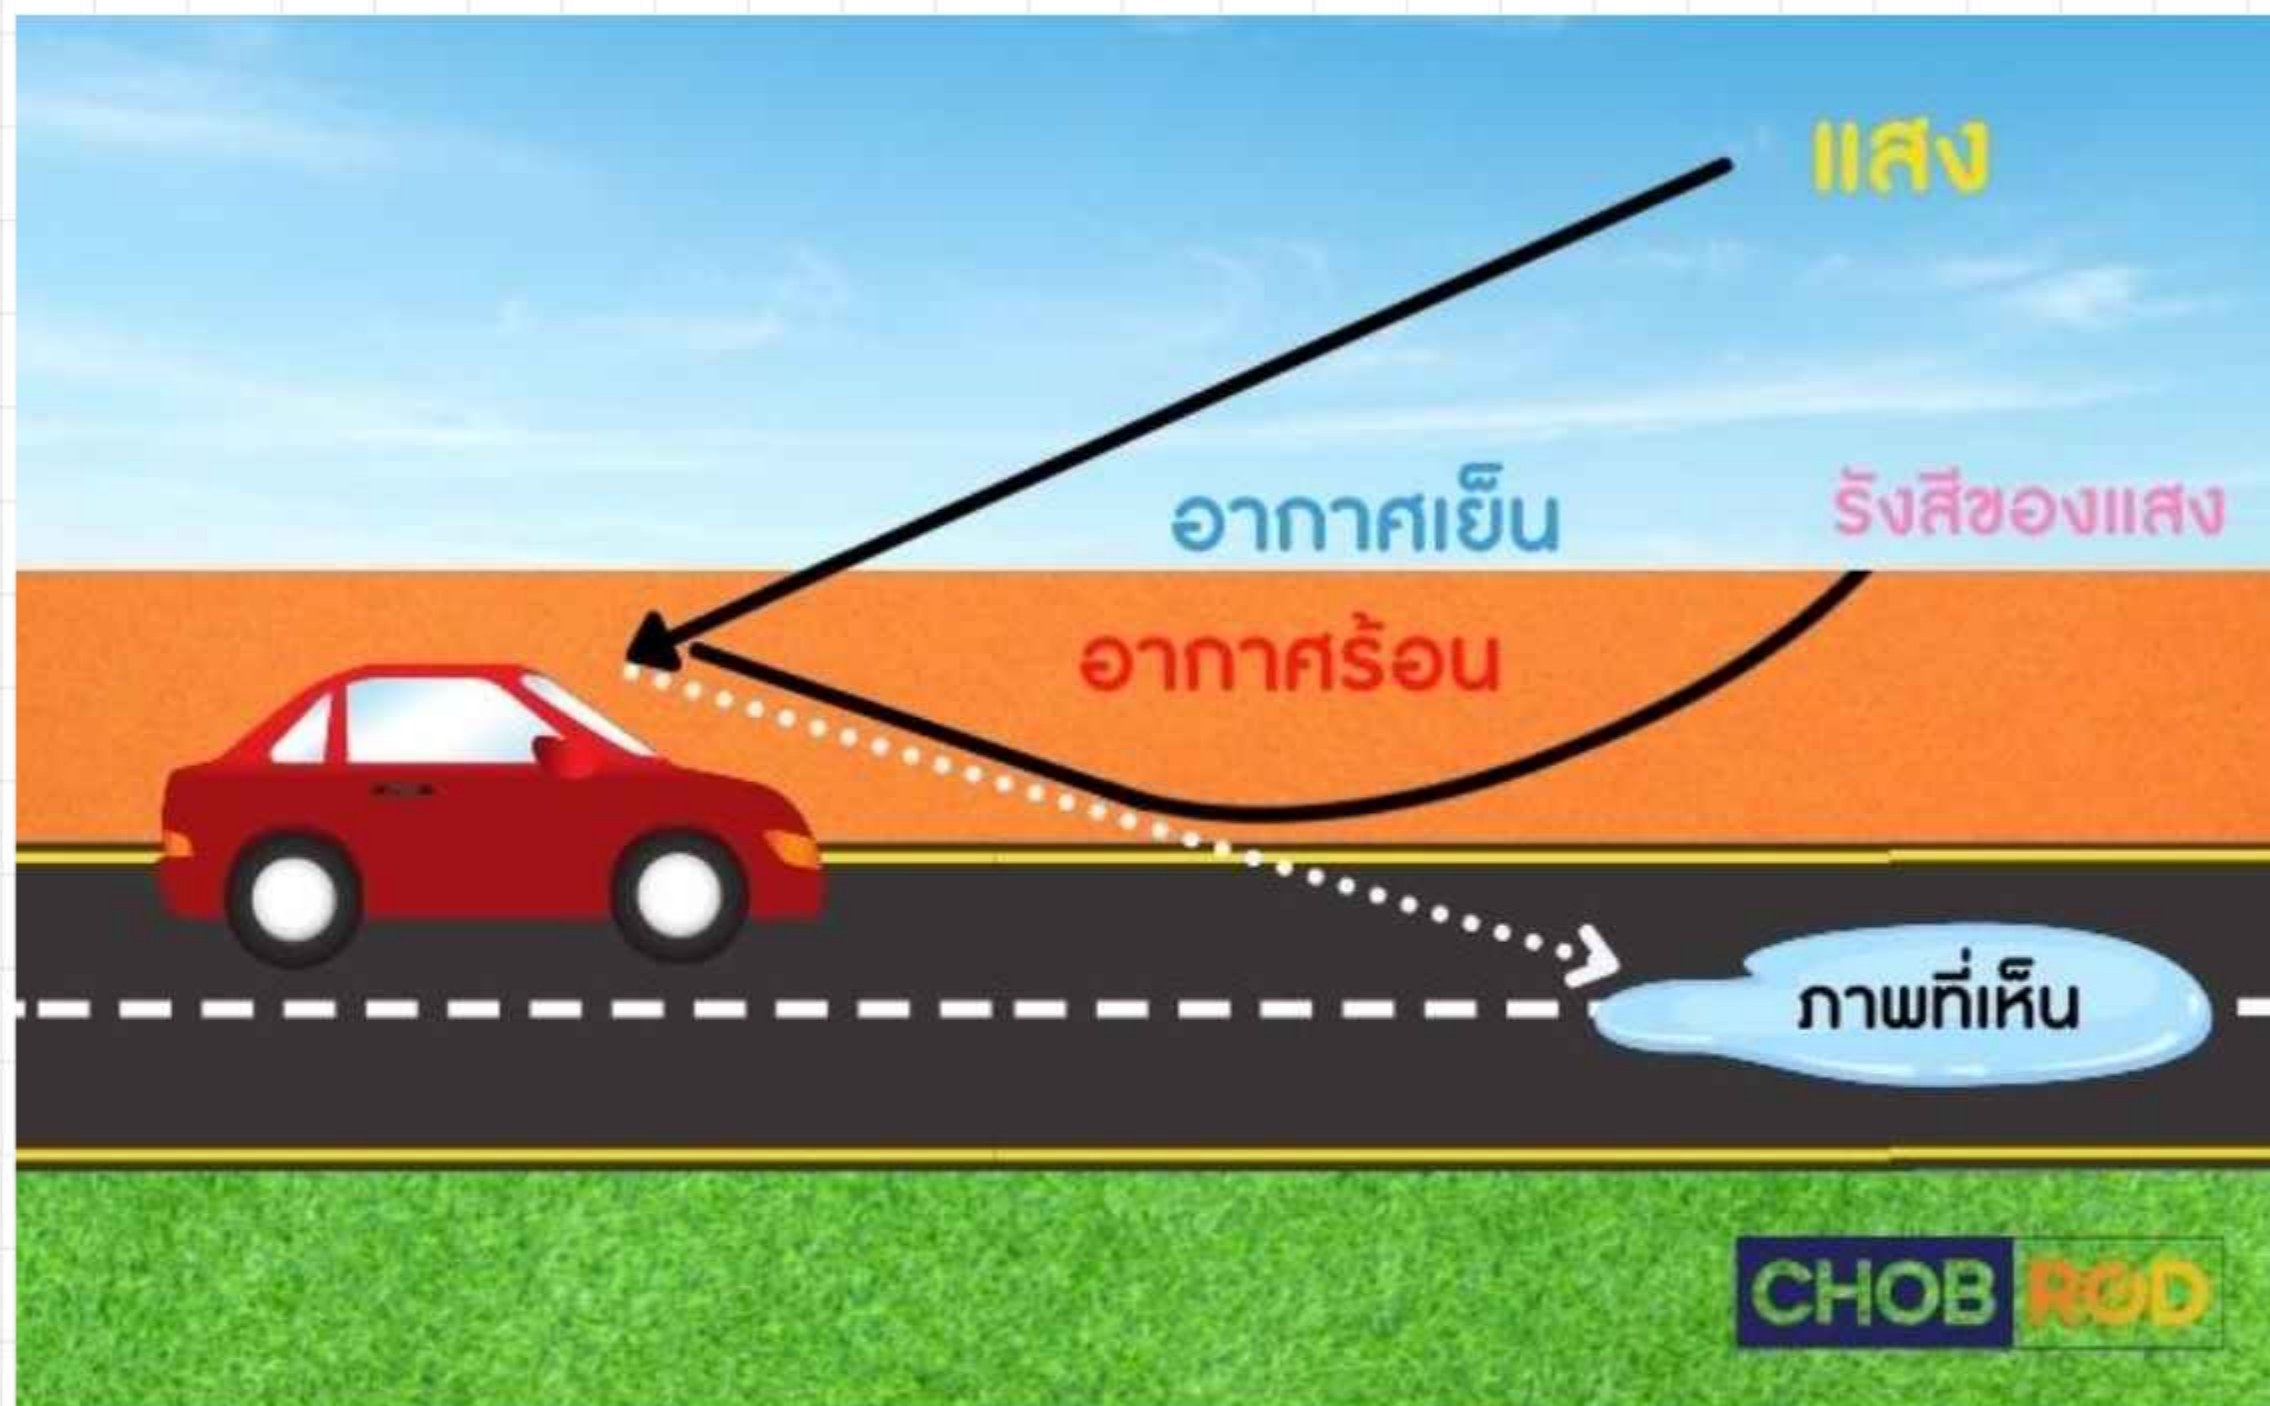 แสง
อากาศเย็น
รังสีของแสง
อากาศร้อน
ภาพที่เห็น
CHOB ROD